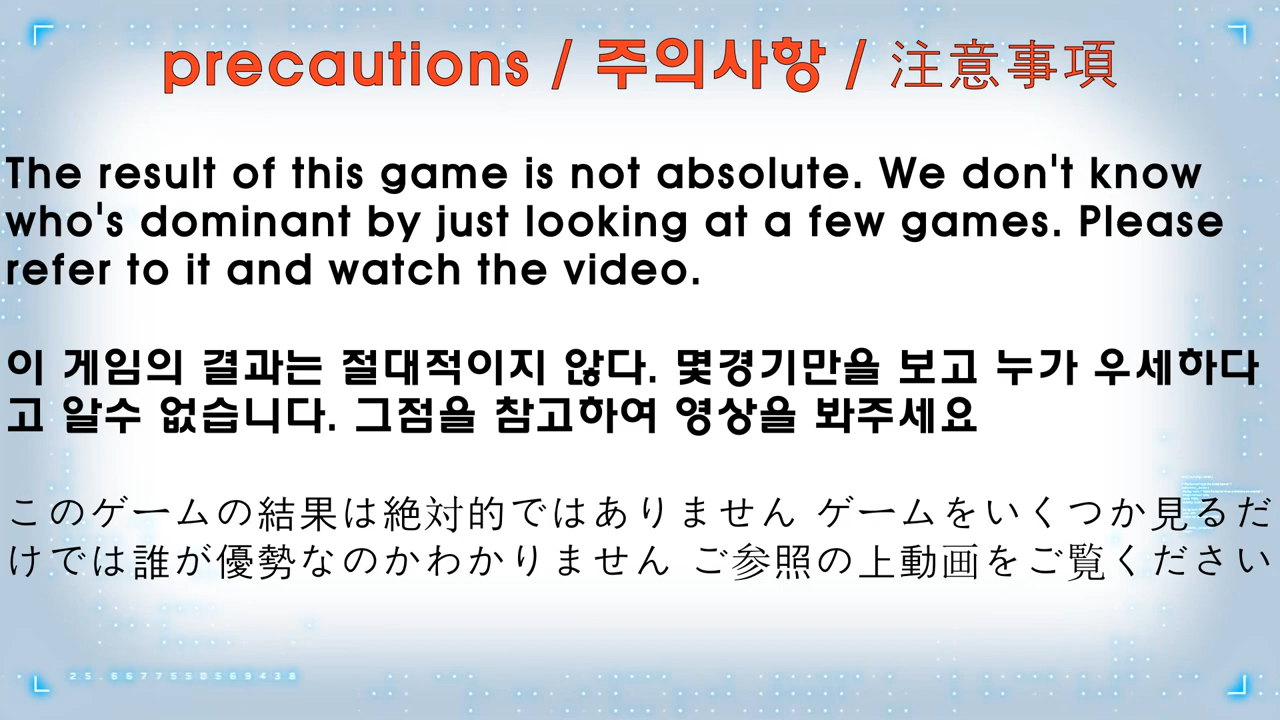 precautions / 주의사항 / 注意事項
The result of this game is not absolute. We don't know
who's dominant by just looking at a few games. Please
refer to it and watch the video.
이 게임의 결과는 절대적이지 않다. 몇경기만을 보고 누가 우세하다
고 알수 없습니다. 그점을 참고하여 영상을 봐주세요
このゲームの結果は絶対的ではありません ゲームをいくつか見るだ
けでは誰が優勢なのかわかりません ご参照の上動画をご覧ください